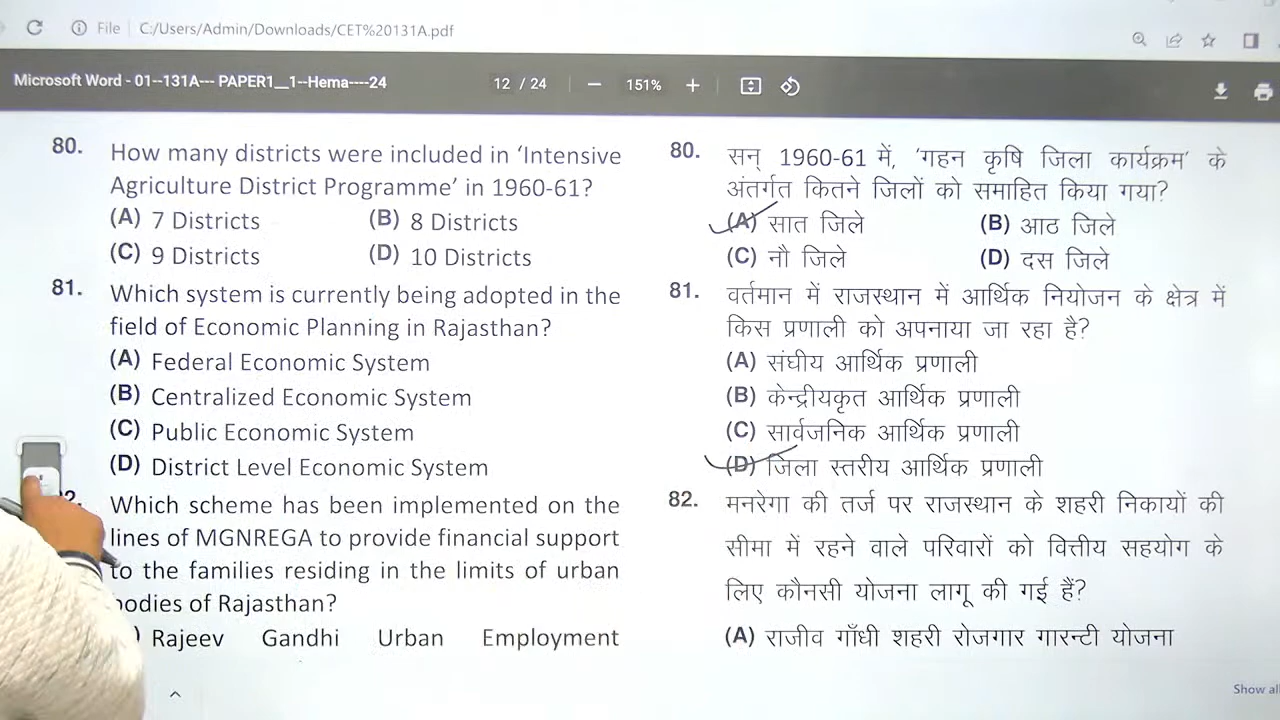 File C:/Users/Admin/Downloads/CET%20131A.pdf
Microsoft Word - 01--131A--- PAPER1__1--Hema----24
12 / 24
151%
80. How many districts were included in ‘Intensive
Agriculture District Programme’ in 1960-61?
(A) 7 Districts (B) 8 Districts
(C) 9 Districts (D) 10 Districts
81. Which system is currently being adopted in the
field of Economic Planning in Rajasthan?
(A) Federal Economic System
(B) Centralized Economic System
(C) Public Economic System
(D) District Level Economic System
Which scheme has been implemented on the
lines of MGNREGA to provide financial support
to the families residing in the limits of urban
bodies of Rajasthan?
Rajeev Gandhi Urban Employment
80. सन् 1960-61 में, ‘गहन कृषि जिला कार्यक्रम’ के
अंतर्गत कितने जिलों को समाहित किया गया?
(A) सात जिले (B) आठ जिले
(C) नौ जिले (D) दस जिले
81. वर्तमान में राजस्थान में आर्थिक नियोजन के क्षेत्र में
किस प्रणाली को अपनाया जा रहा है?
(A) संघीय आर्थिक प्रणाली
(B) केन्द्रीयकृत आर्थिक प्रणाली
(C) सार्वजनिक आर्थिक प्रणाली
(D) जिला स्तरीय आर्थिक प्रणाली
82. मनरेगा की तर्ज पर राजस्थान के शहरी निकायों की
सीमा में रहने वाले परिवारों को वित्तीय सहयोग के
लिए कौनसी योजना लागू की गई हैं?
(A) राजीव गाँधी शहरी रोजगार गारन्टी योजना
Show all